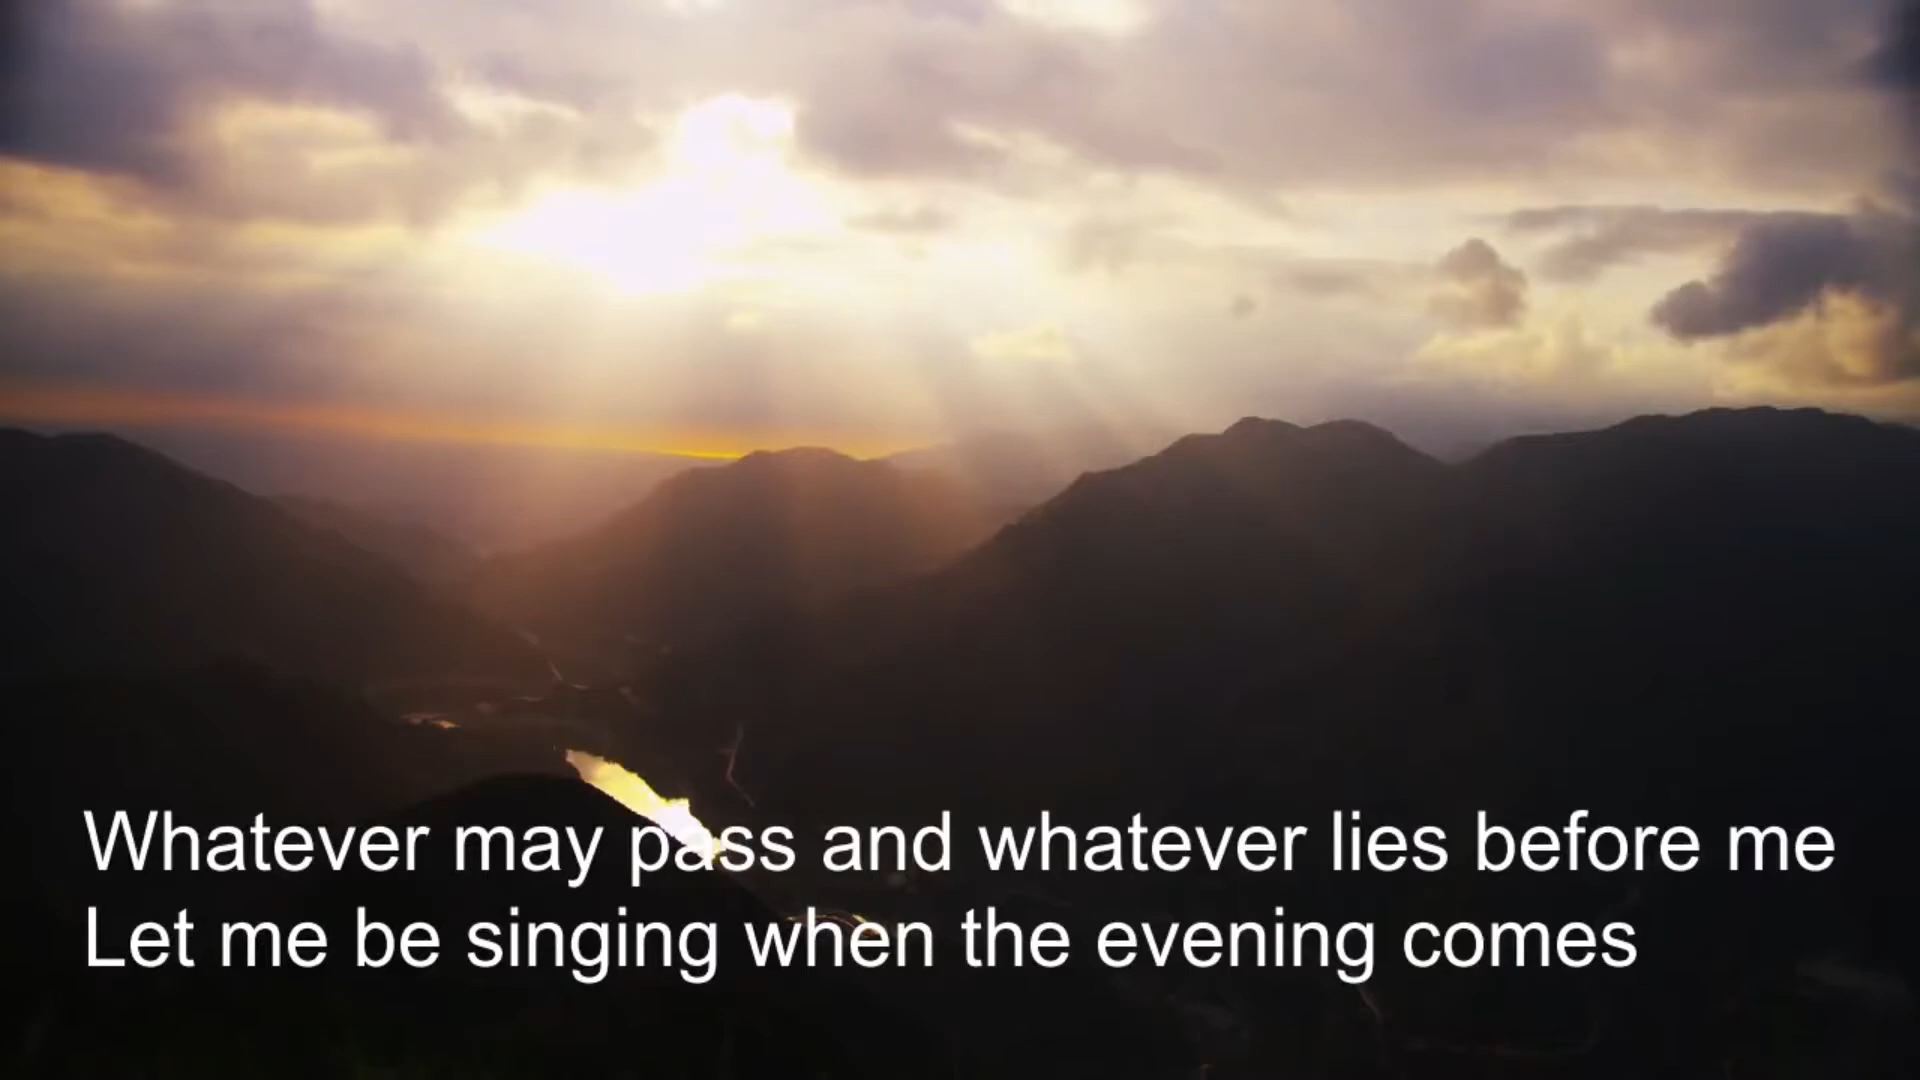 Whatever may pass and whatever lies before me
Let me be singing when the evening comes